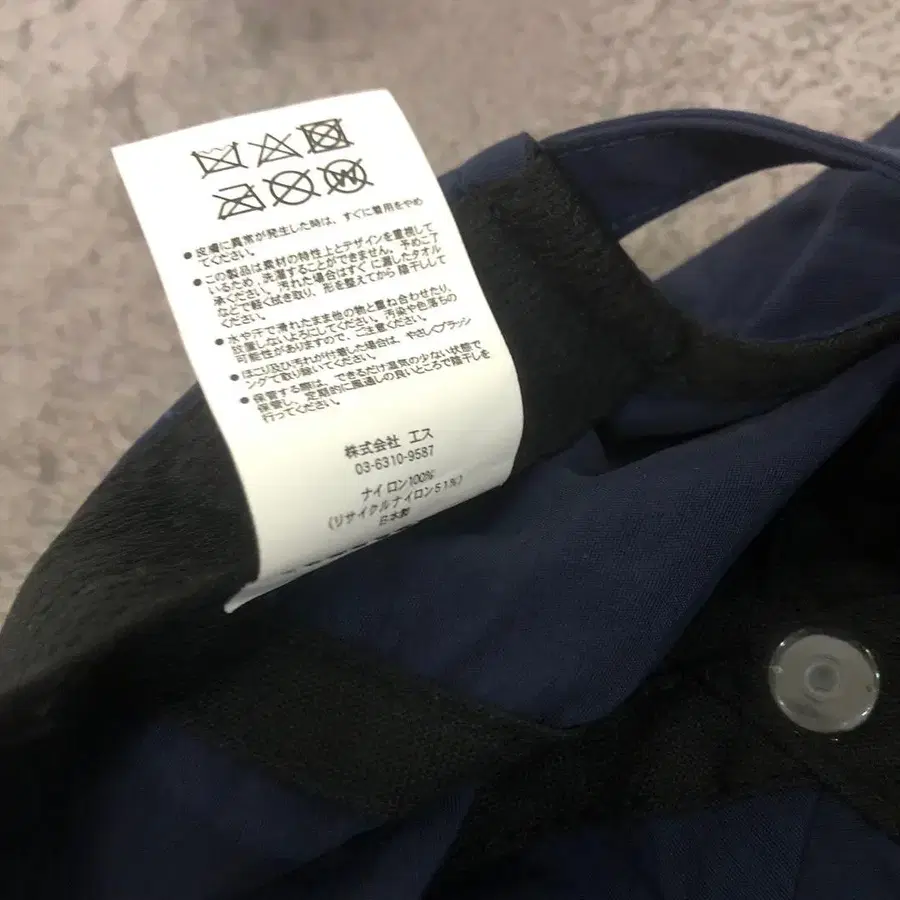 ● 皮膚に異常が発生した時は、すぐに着用をやめ
てください。
● この製品は素材の特性上とデザインを重視して
いるため、洗濯することができません。予めご了
承ください。汚れた場合はすぐに濡したタオル
などで軽く拭き取り、形を整えてから陰干しして
ください。
● 水や汗で濡れたまま他の物と重ね合わせたり、
放置しないようにしてください。汚染や色落ちの
可能性がありますので、ご注意ください。
● ほこり及び汚れが付着した場合は、やさしくブラッシ
ングで取り除いてください。
● 保管する際は、できるだけ湿気の少ない状態で
保管し、定期的に風通しの良いところで陰干しを
行ってください。
株式会社 エス
03-6310-9587
ナイロン100%
(リサイクルナイロン51%)
日本製